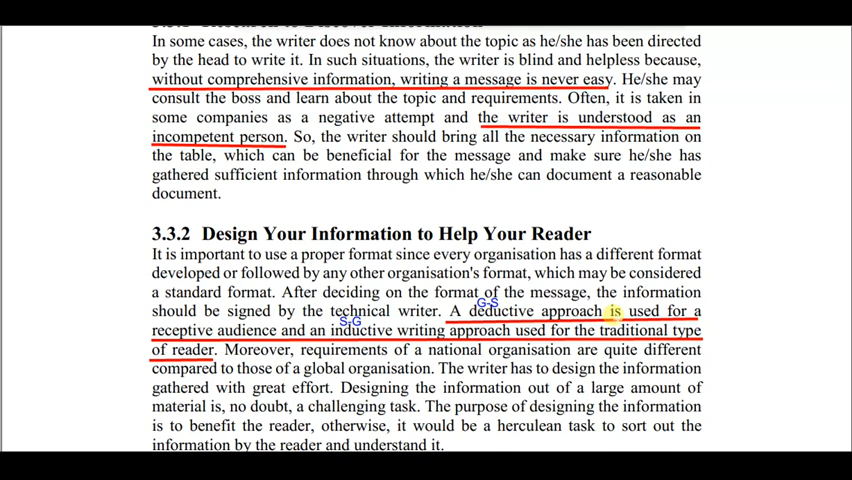 3.3.1 Research to Discover Information
In some cases, the writer does not know about the topic as he/she has been directed
by the head to write it. In such situations, the writer is blind and helpless because,
without comprehensive information, writing a message is never easy. He/she may
consult the boss and learn about the topic and requirements. Often, it is taken in
some companies as a negative attempt and the writer is understood as an
incompetent person. So, the writer should bring all the necessary information on
the table, which can be beneficial for the message and make sure he/she has
gathered sufficient information through which he/she can document a reasonable
document.
3.3.2 Design Your Information to Help Your Reader
It is important to use a proper format since every organisation has a different format
developed or followed by any other organisation's format, which may be considered
a standard format. After deciding on the format of the message, the information
G-S
should be signed by the technical writer. A deductive approach is used for a
S-G
receptive audience and an inductive writing approach used for the traditional type
of reader. Moreover, requirements of a national organisation are quite different
compared to those of a global organisation. The writer has to design the information
gathered with great effort. Designing the information out of a large amount of
material is, no doubt, a challenging task. The purpose of designing the information
is to benefit the reader, otherwise, it would be a herculean task to sort out the
information by the reader and understand it.